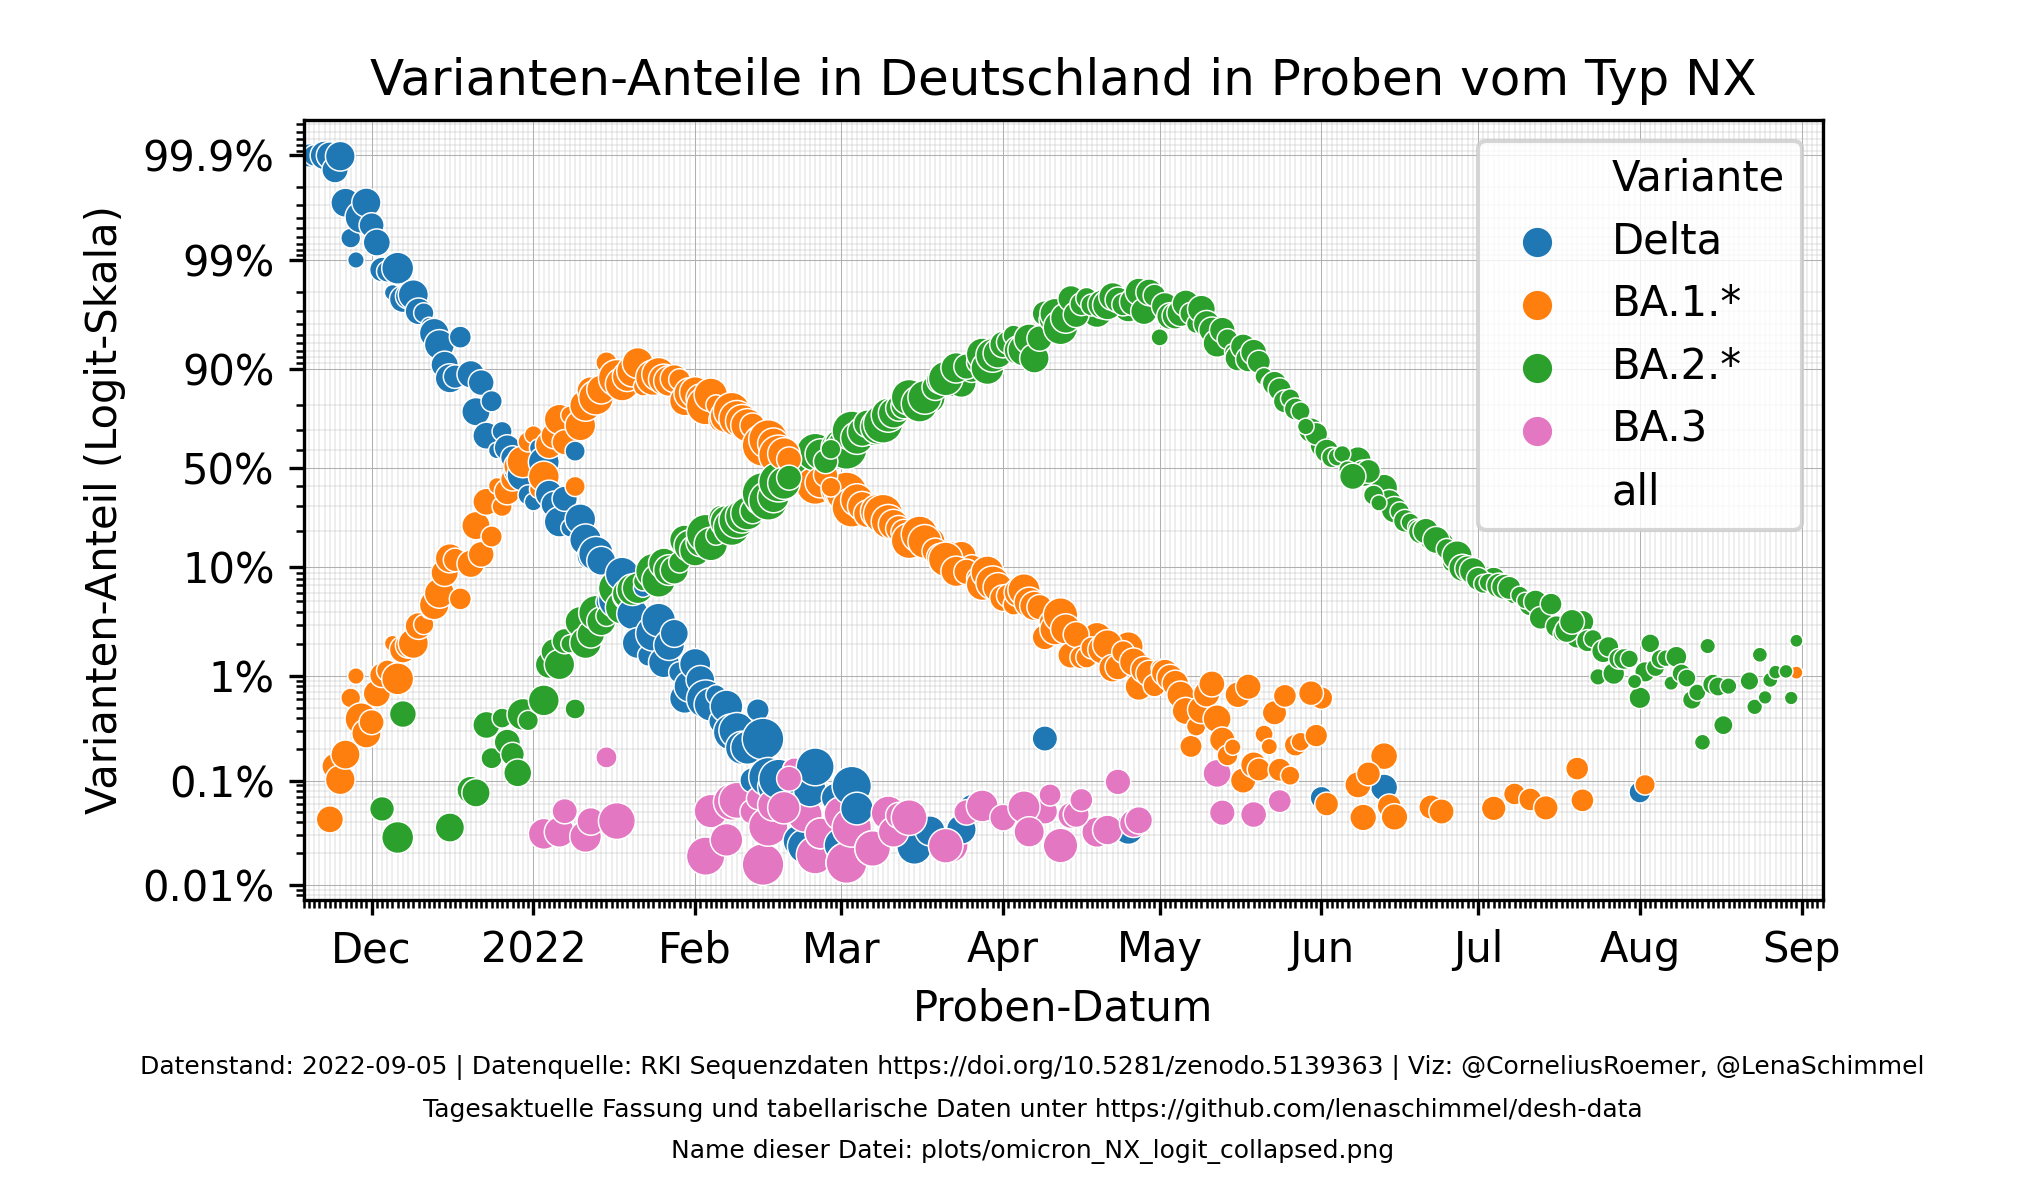 Varianten-Anteile in Deutschland in Proben vom Typ NX
Varianten-Anteil (Logit-Skala)
99.9%
99%
90%
50%
10%
1%
0.1%
0.01%
Variante
Delta
BA.1.*
BA.2.*
BA.3
all
Dec 2022 Feb Mar Apr May Jun Jul Aug Sep
Proben-Datum
Datenstand: 2022-09-05 | Datenquelle: RKI Sequenzdaten https://doi.org/10.5281/zenodo.5139363 | Viz: @CorneliusRoemer, @LenaSchimmel
Tagesaktuelle Fassung und tabellarische Daten unter https://github.com/lenaschimmel/desh-data
Name dieser Datei: plots/omicron_NX_logit_collapsed.png